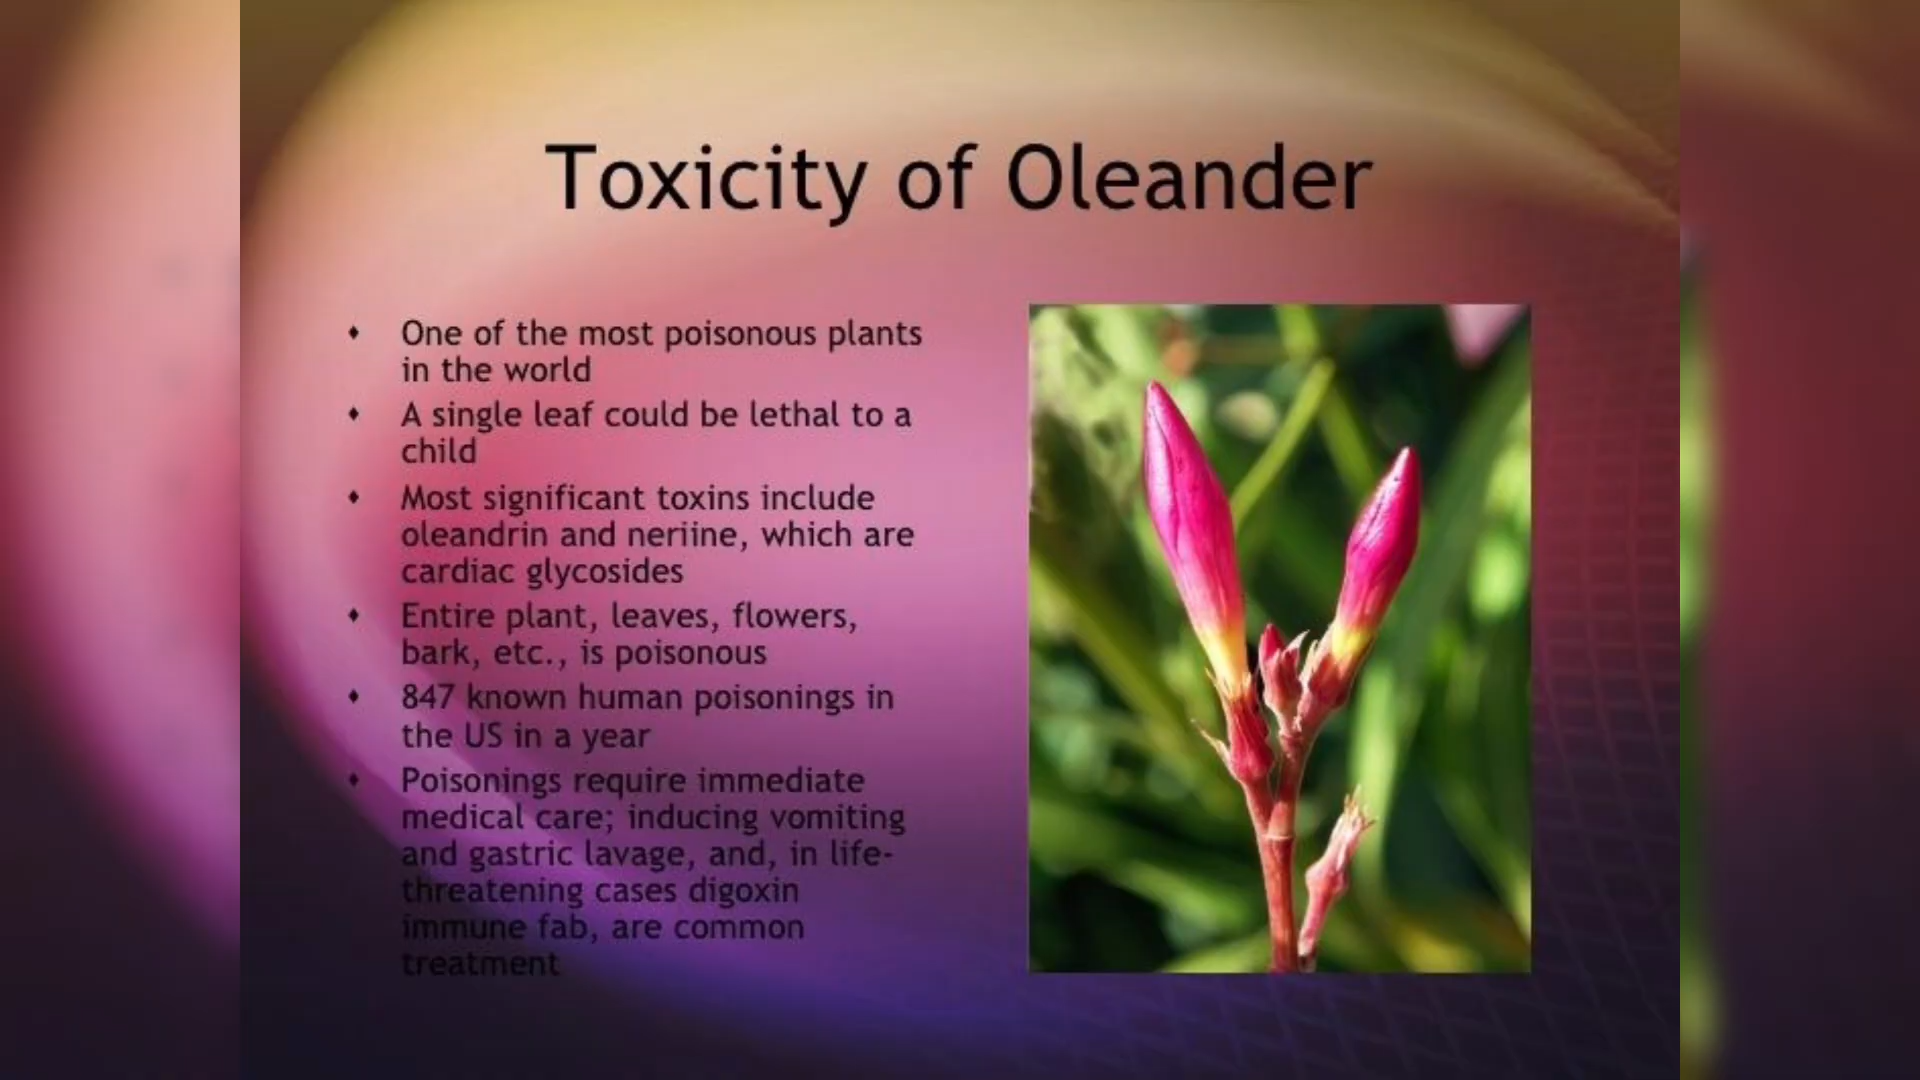 Toxicity of Oleander
One of the most poisonous plants
in the world
A single leaf could be lethal to a
child
Most significant toxins include
oleandrin and neriine, which are
cardiac glycosides
Entire plant, leaves, flowers,
bark, etc., is poisonous
847 known human poisonings in
the US in a year
Poisonings require immediate
medical care; inducing vomiting
and gastric lavage, and, in life-
threatening cases digoxin
immune fab, are common
treatment